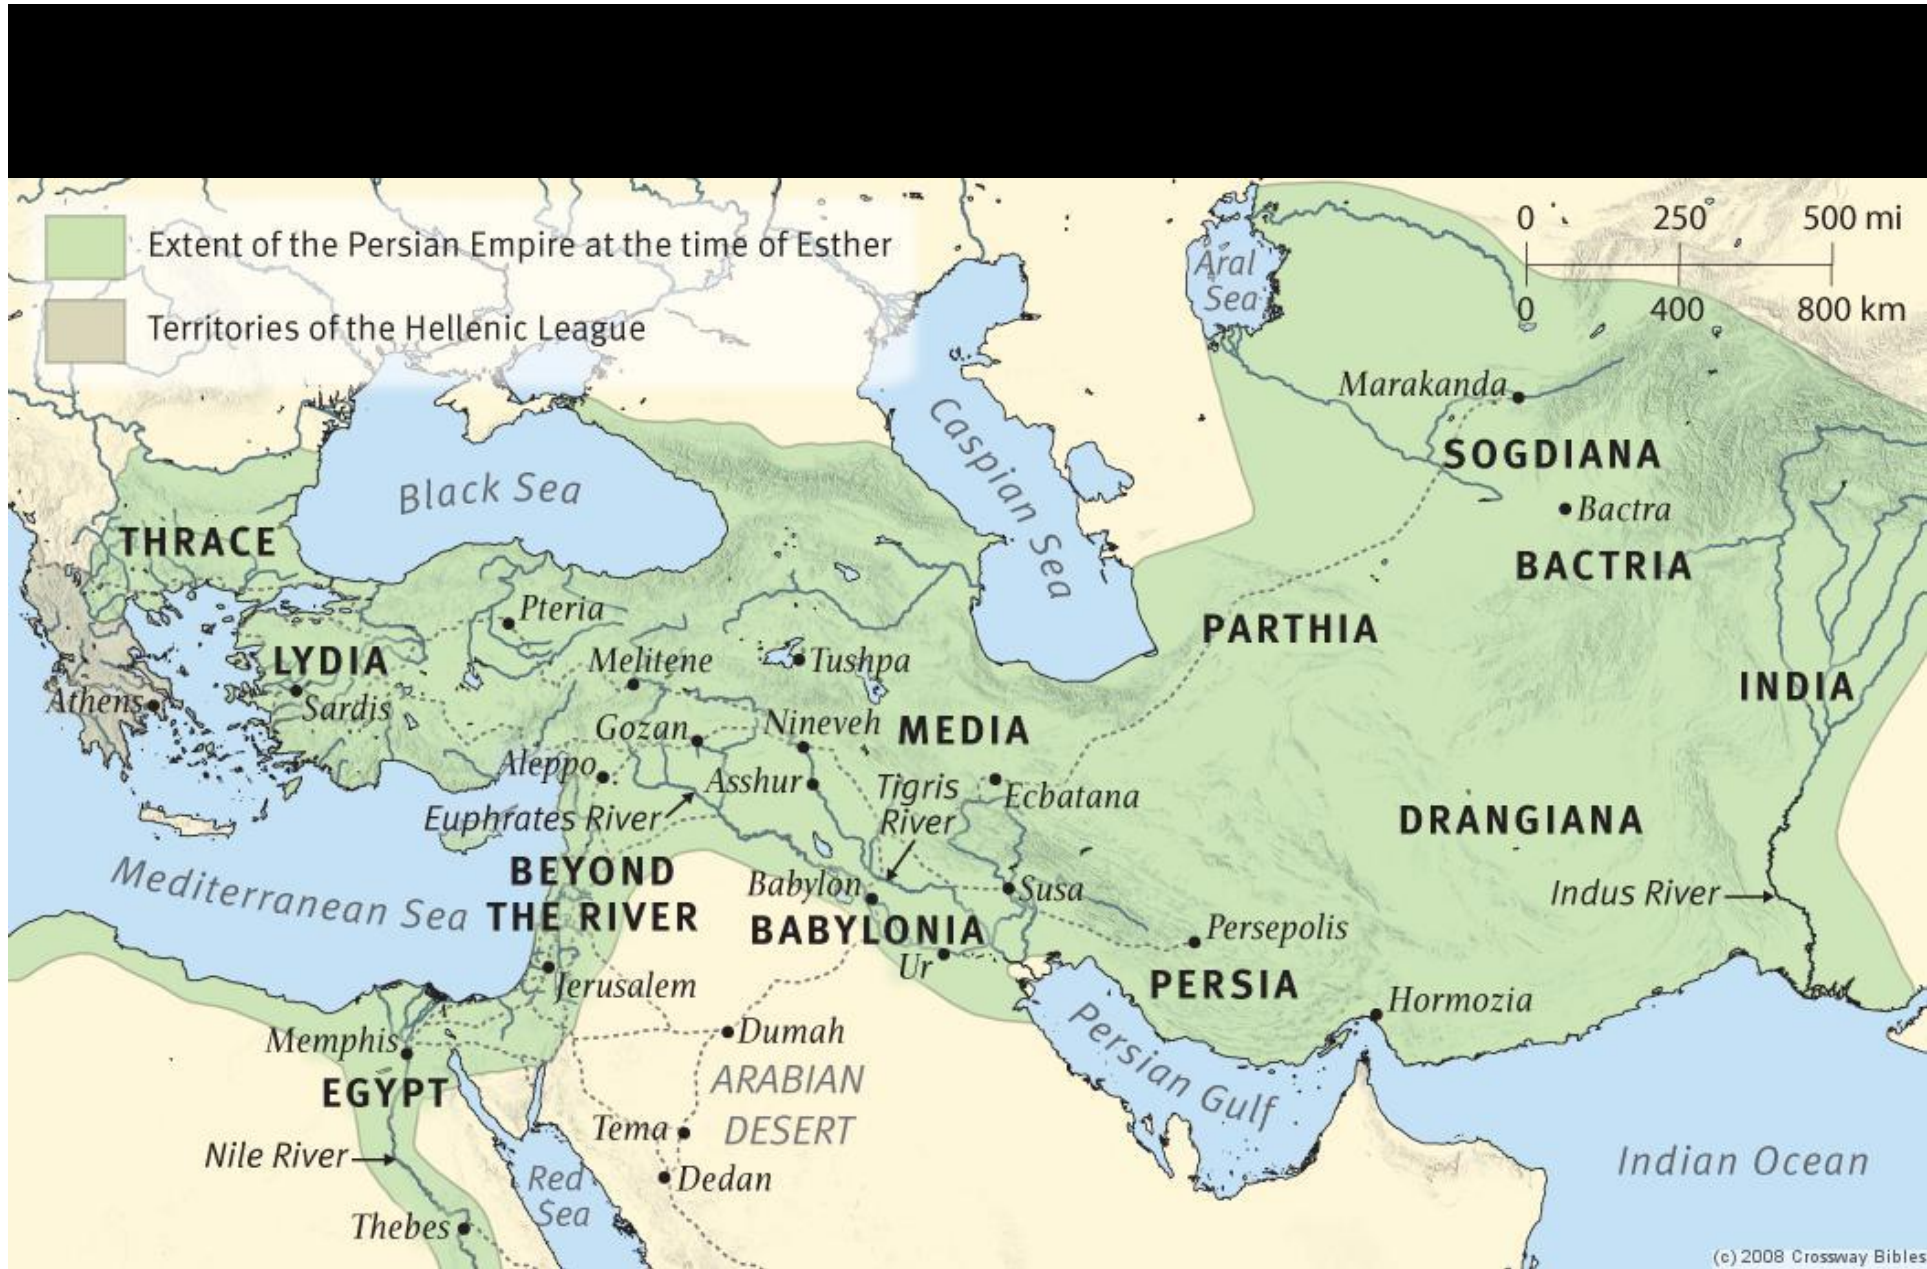 Extent of the Persian Empire at the time of Esther
Territories of the Hellenic League
0 250 500 mi
0 400 800 km
Aral
Sea
Marakanda
SOGDIANA
Caspian Sea
Black Sea
Bactra
THRACE
BACTRIA
Pteria
PARTHIA
LYDIA
Melitene
Tushpa
INDIA
Athens
Sardis
Gozan
Nineveh
MEDIA
Aleppo
Asshur
Tigris
River
Ecbatana
Euphrates River
DRANGIANA
BEYOND
THE RIVER
Mediterranean Sea
Babylon
Susa
Indus River
BABYLONIA
Persepolis
Ur
Jerusalem
PERSIA
Hormozia
Memphis
Dumah
Persian Gulf
EGYPT
ARABIAN
DESERT
Tema
Nile River
Dedan
Red
Sea
Indian Ocean
Thebes
(c) 2008 Crossway Bibles